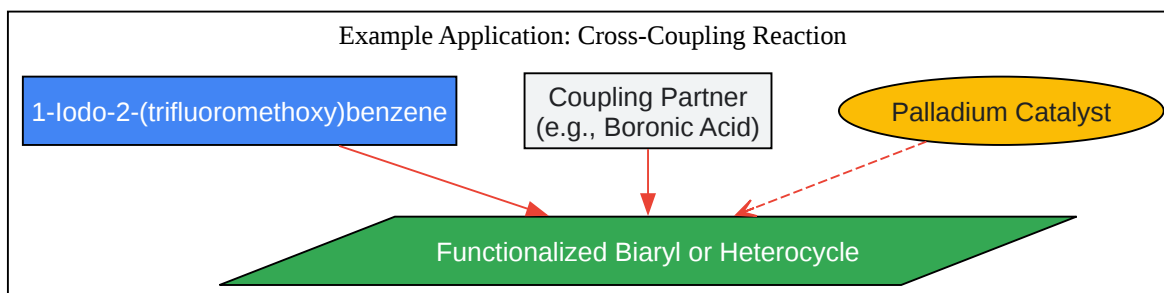 Example Application: Cross-Coupling Reaction
1-Iodo-2-(trifluoromethoxy)benzene
Coupling Partner
(e.g., Boronic Acid)
Palladium Catalyst
Functionalized Biaryl or Heterocycle